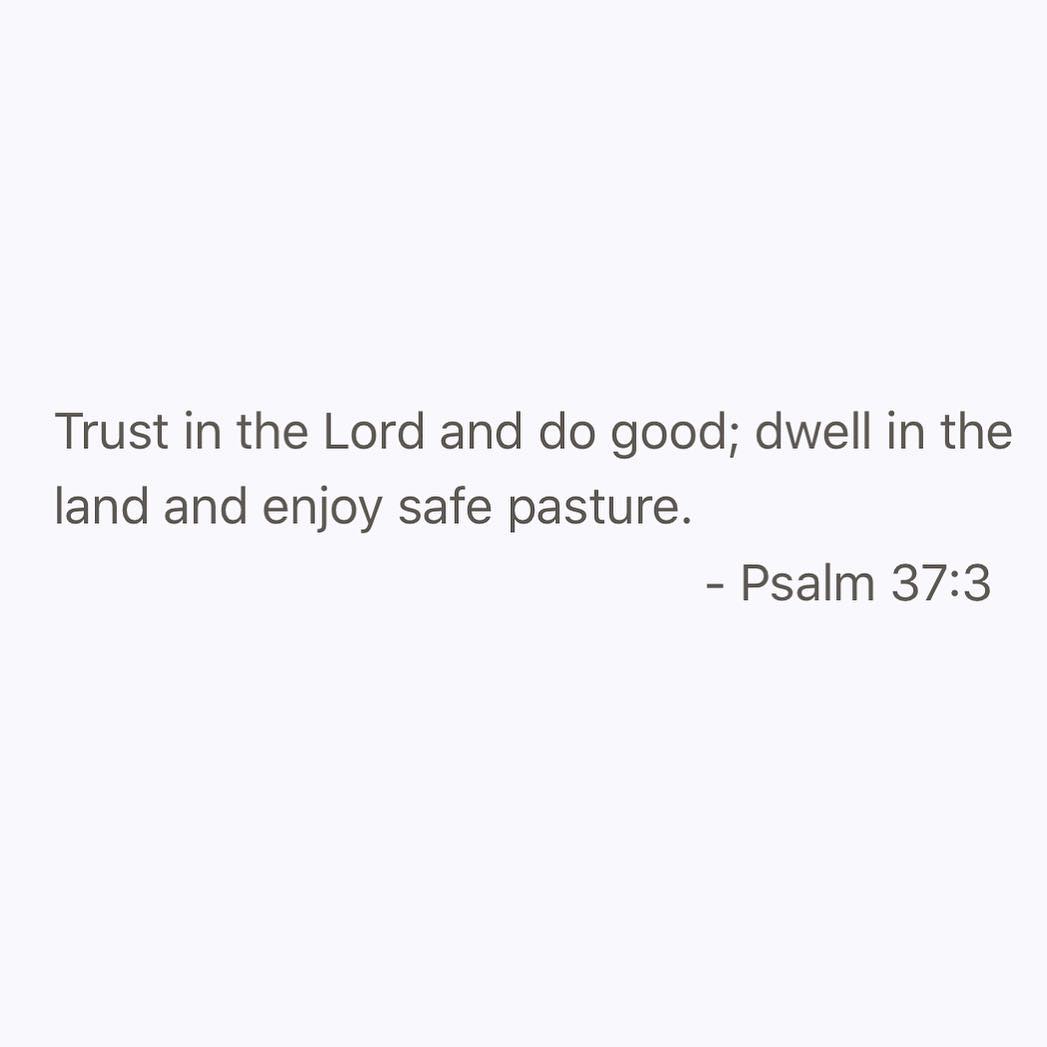 Trust in the Lord and do good; dwell in the
land and enjoy safe pasture.
- Psalm 37:3